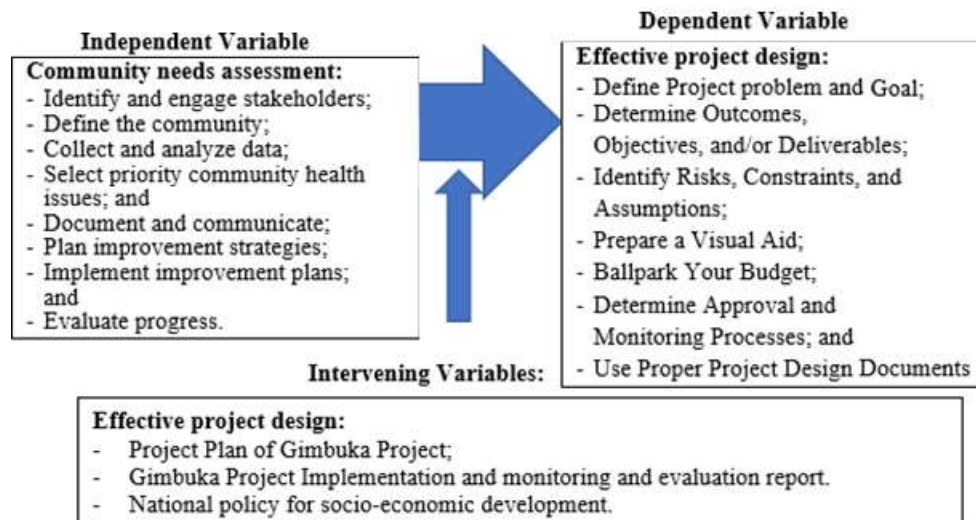 Independent Variable
Community needs assessment:
- Identify and engage stakeholders;
- Define the community;
- Collect and analyze data;
- Select priority community health
issues; and
- Document and communicate;
- Plan improvement strategies;
- Implement improvement plans;
and
- Evaluate progress.
Dependent Variable
Effective project design:
- Define Project problem and Goal;
- Determine Outcomes,
Objectives, and/or Deliverables;
- Identify Risks, Constraints, and
Assumptions;
- Prepare a Visual Aid;
- Ballpark Your Budget;
- Determine Approval and
Monitoring Processes; and
- Use Proper Project Design Documents
Intervening Variables:
Effective project design:
- Project Plan of Gimbuka Project;
- Gimbuka Project Implementation and monitoring and evaluation report.
- National policy for socio-economic development.